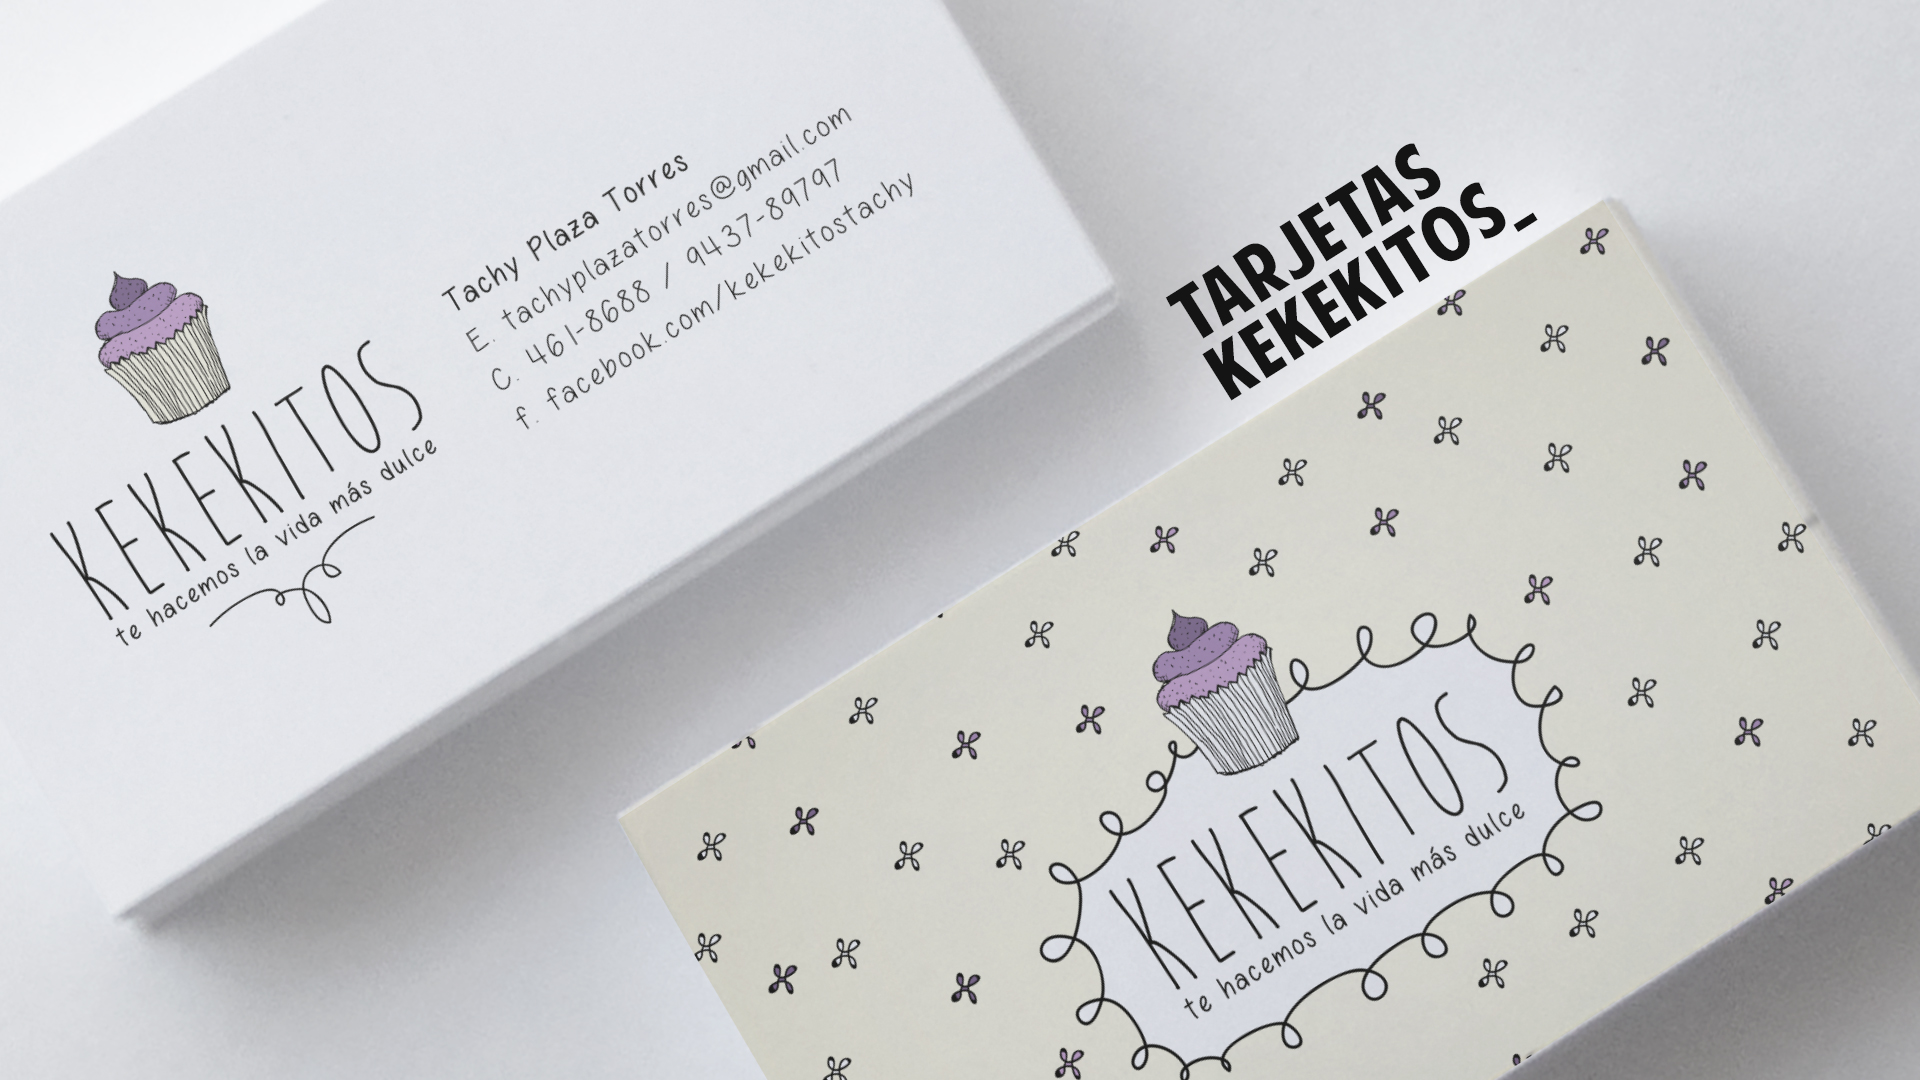 Tachy Plaza Torres
E. tachyplazatorres@gmail.com
C. 461-8688 / 9437-89797
f. facebook.com/kekekitostachy
KEKEKITOS
te hacemos la vida más dulce
TARJETAS
KEKEKITOS_
KEKEKITOS
te hacemos la vida más dulce